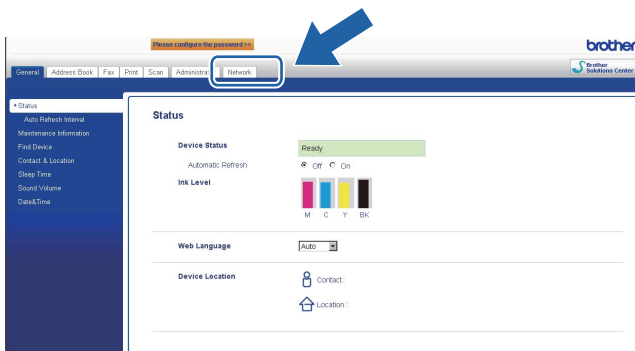 Please configure the password >>
brother
General Address Book Fax Print Scan Network
Brother
Solutions Center
Status
Auto Refresh Interval
Maintenance Information
Find Device
Contact & Location
Sleep Time
Sound Volume
Date&Time
Status
Device Status
Ready
Automatic Refresh
Off On
Ink Level
M C Y BK
Web Language
Auto
Device Location
Contact :
Location :